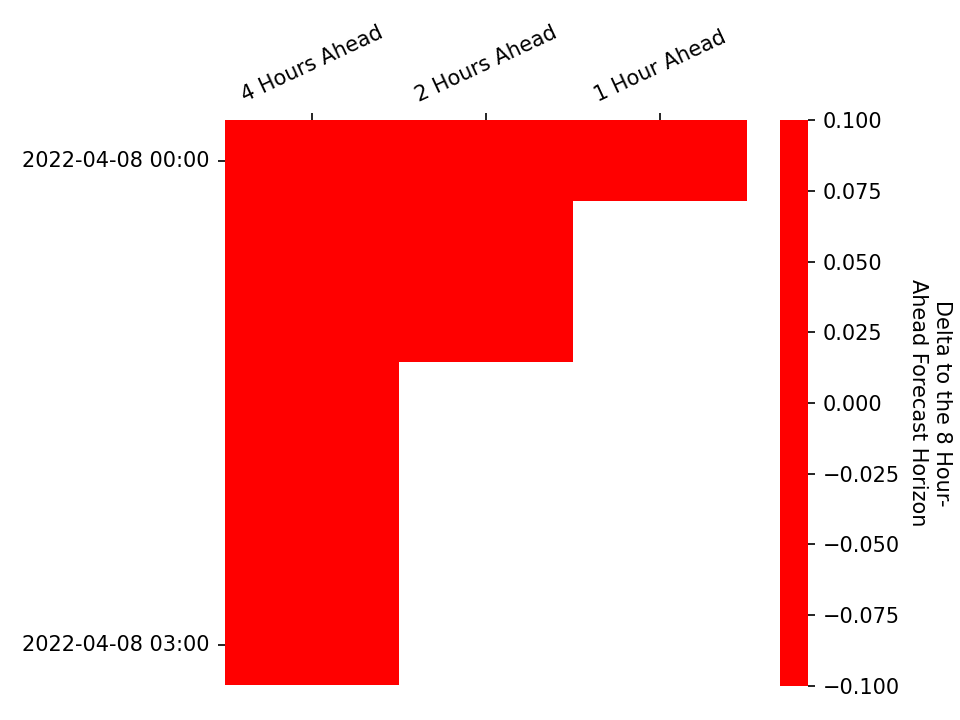 4 Hours Ahead
2 Hours Ahead
1 Hour Ahead
2022-04-08 00:00
2022-04-08 03:00
0.100
0.075
0.050
0.025
0.000
−0.025
−0.050
−0.075
−0.100
Delta to the 8 Hour-
Ahead Forecast Horizon